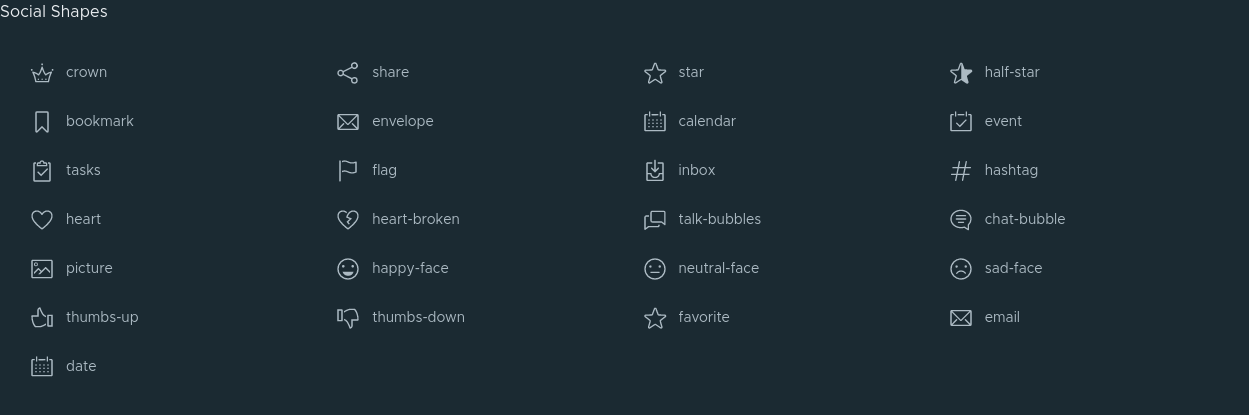 Social Shapes
crown share star half-star
bookmark envelope calendar event
tasks flag inbox hashtag
heart heart-broken talk-bubbles chat-bubble
picture happy-face neutral-face sad-face
thumbs-up thumbs-down favorite email
date